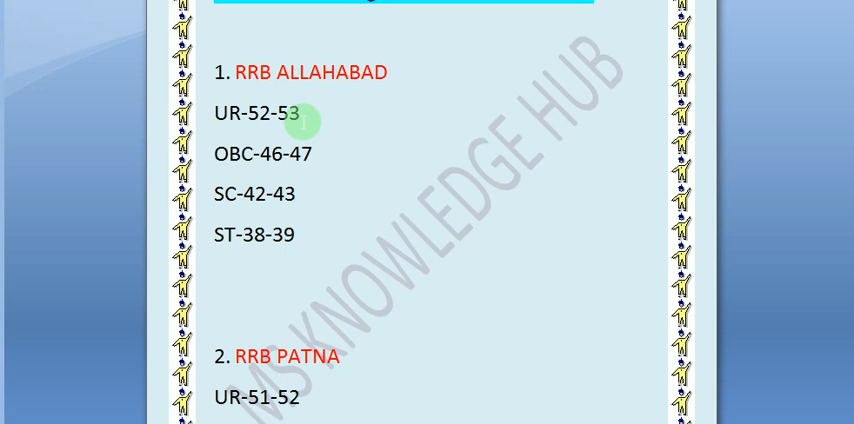 1. RRB ALLAHABAD
UR-52-53
OBC-46-47
SC-42-43
ST-38-39
MS KNOWLEDGE HUB
2. RRB PATNA
UR-51-52